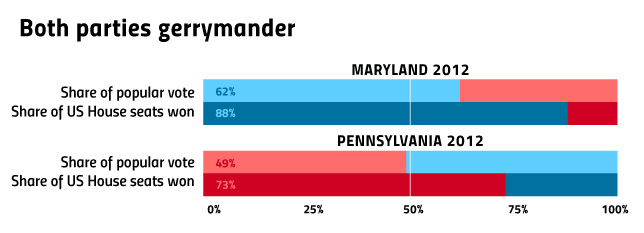 Both parties gerrymander
MARYLAND 2012
Share of popular vote 62%
Share of US House seats won 88%
PENNSYLVANIA 2012
Share of popular vote 49%
Share of US House seats won 73%
0% 25% 50% 75% 100%